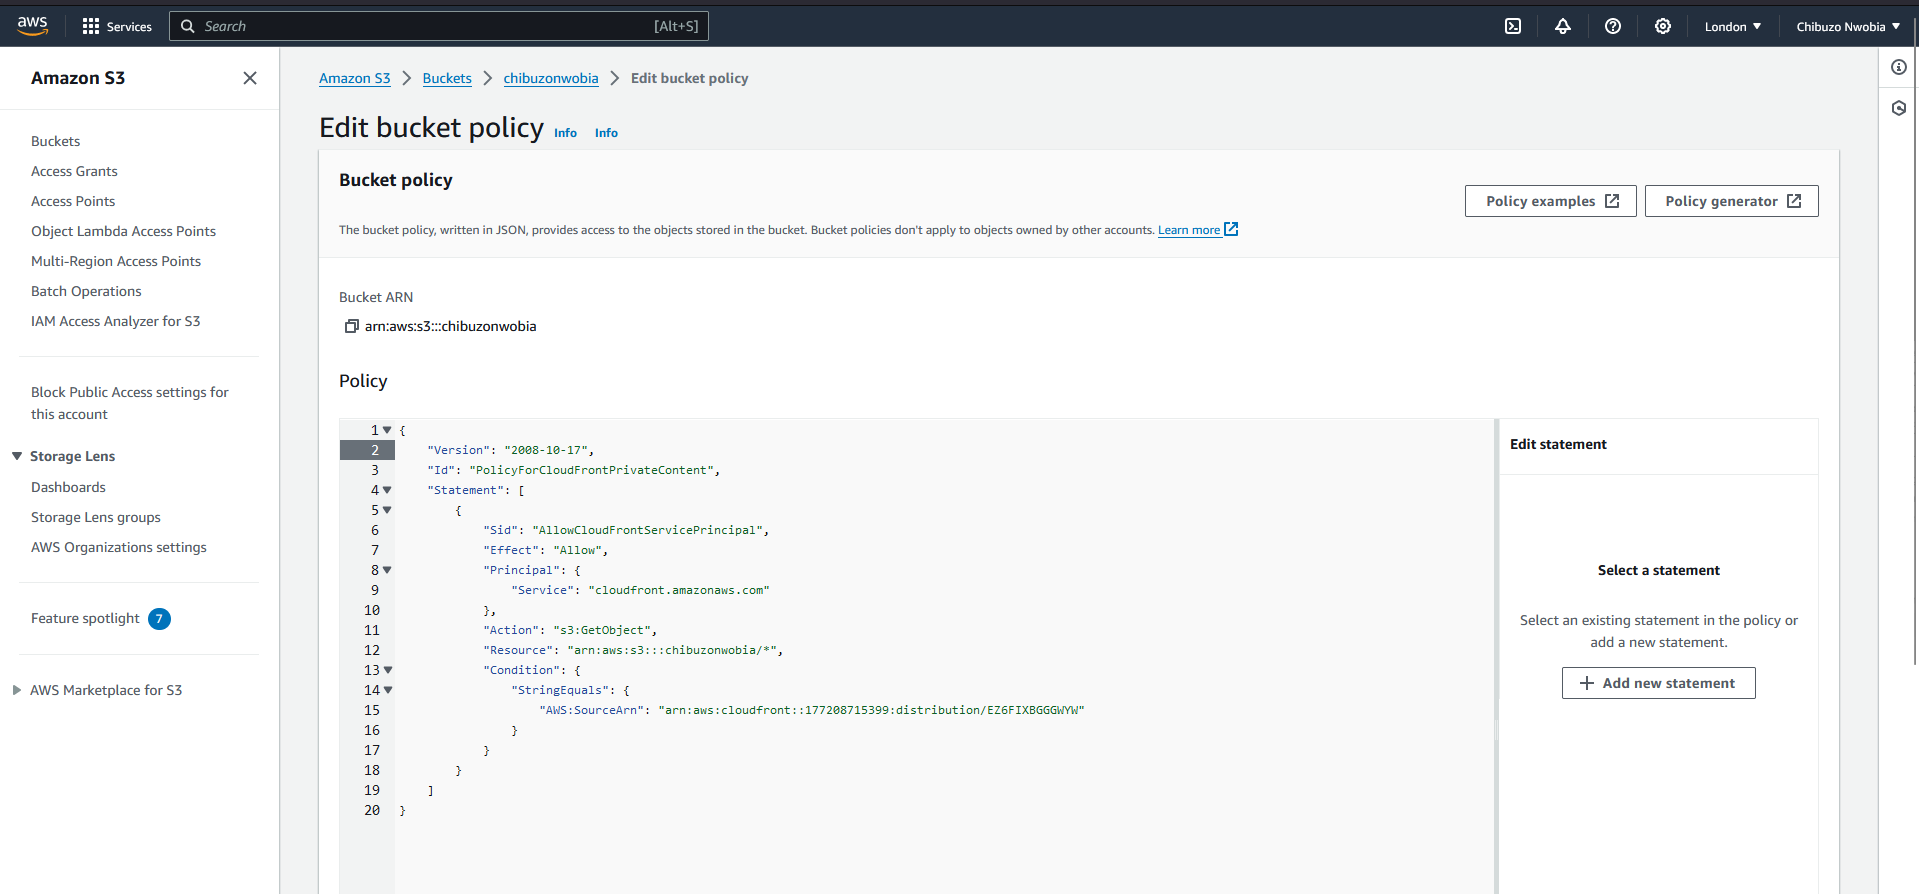 aws
Services
Search
[Alt+S]
London
Chibuzo Nwobia
Amazon S3
Buckets
Access Grants
Access Points
Object Lambda Access Points
Multi-Region Access Points
Batch Operations
IAM Access Analyzer for S3
Block Public Access settings for
this account
Storage Lens
Dashboards
Storage Lens groups
AWS Organizations settings
Feature spotlight 7
AWS Marketplace for S3
Amazon S3 > Buckets > chibuzonwobia > Edit bucket policy
Edit bucket policy Info Info
Bucket policy
Policy examples
Policy generator
The bucket policy, written in JSON, provides access to the objects stored in the bucket. Bucket policies don't apply to objects owned by other accounts. Learn more
Bucket ARN
arn:aws:s3:::chibuzonwobia
Policy
1 {
2 "Version": "2008-10-17",
3 "Id": "PolicyForCloudFrontPrivateContent",
4 "Statement": [
5 {
6 "Sid": "AllowCloudFrontServicePrincipal",
7 "Effect": "Allow",
8 "Principal": {
9 "Service": "cloudfront.amazonaws.com"
10 },
11 "Action": "s3:GetObject",
12 "Resource": "arn:aws:s3:::chibuzonwobia/*",
13 "Condition": {
14 "StringEquals": {
15 "AWS:SourceArn": "arn:aws:cloudfront::177208715399:distribution/EZ6FIXBGGGWYW"
16 }
17 }
18 }
19 ]
20 }
Edit statement
Select a statement
Select an existing statement in the policy or
add a new statement.
+ Add new statement